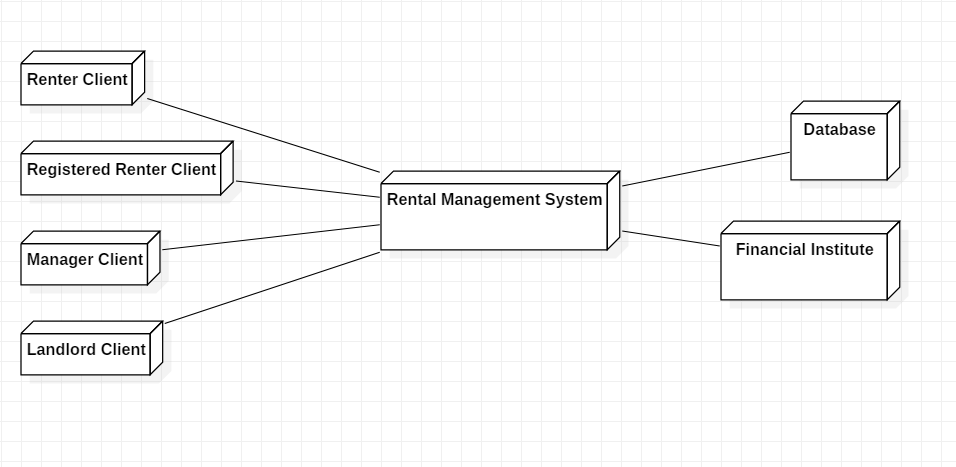 Renter Client
Registered Renter Client
Manager Client
Landlord Client
Rental Management System
Database
Financial Institute